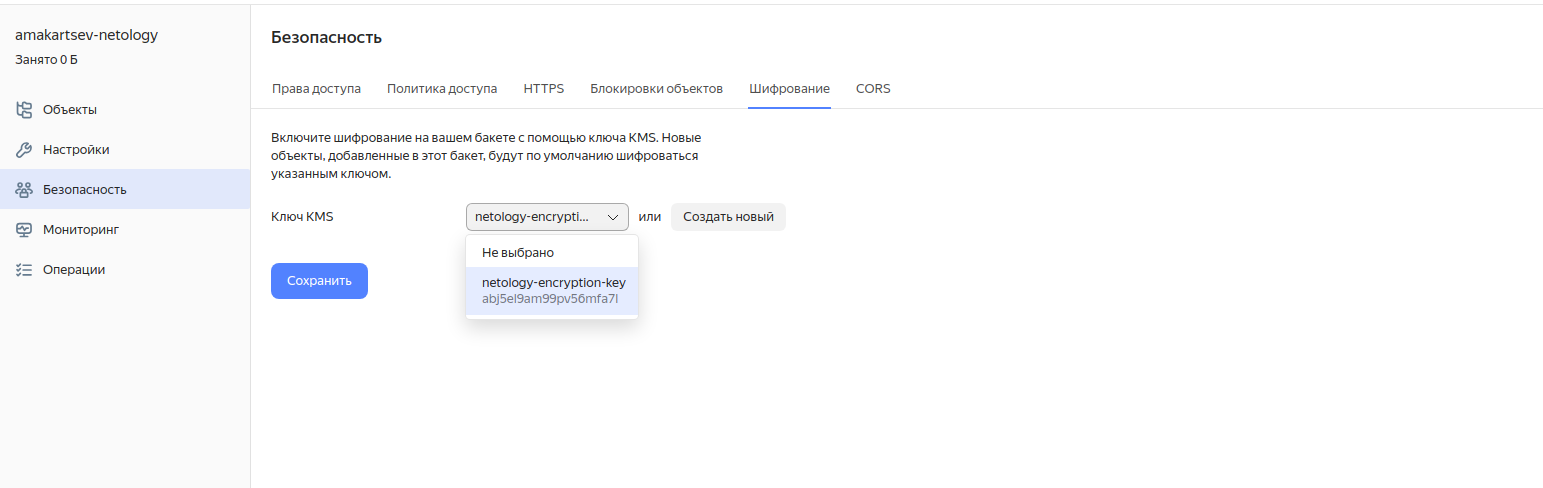 amakartsev-netology
Занято 0 Б
Объекты
Настройки
Безопасность
Мониторинг
Операции
Безопасность
Права доступа Политика доступа HTTPS Блокировки объектов Шифрование CORS
Включите шифрование на вашем бакете с помощью ключа KMS. Новые
объекты, добавленные в этот бакет, будут по умолчанию шифроваться
указанным ключом.
Ключ KMS netology-encrypti... или Создать новый
Не выбрано
netology-encryption-key
abj5el9am99pv56mfa7l
Сохранить